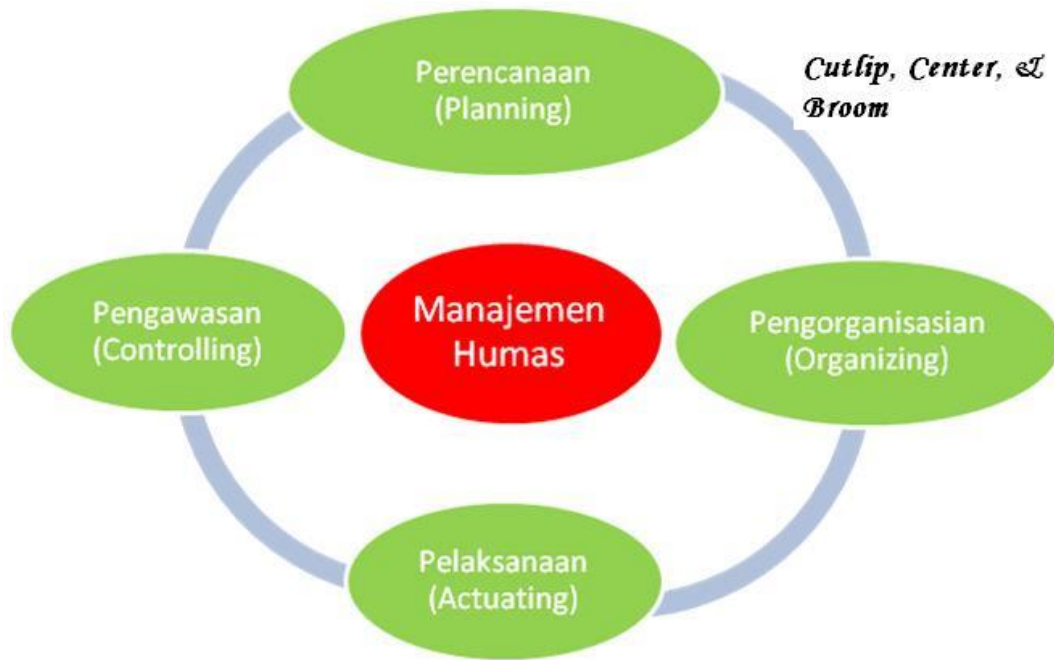 Perencanaan
(Planning)
Cutlip, Center, &
Broom
Pengawasan
(Controlling)
Manajemen
Humas
Pengorganisasian
(Organizing)
Pelaksanaan
(Actuating)